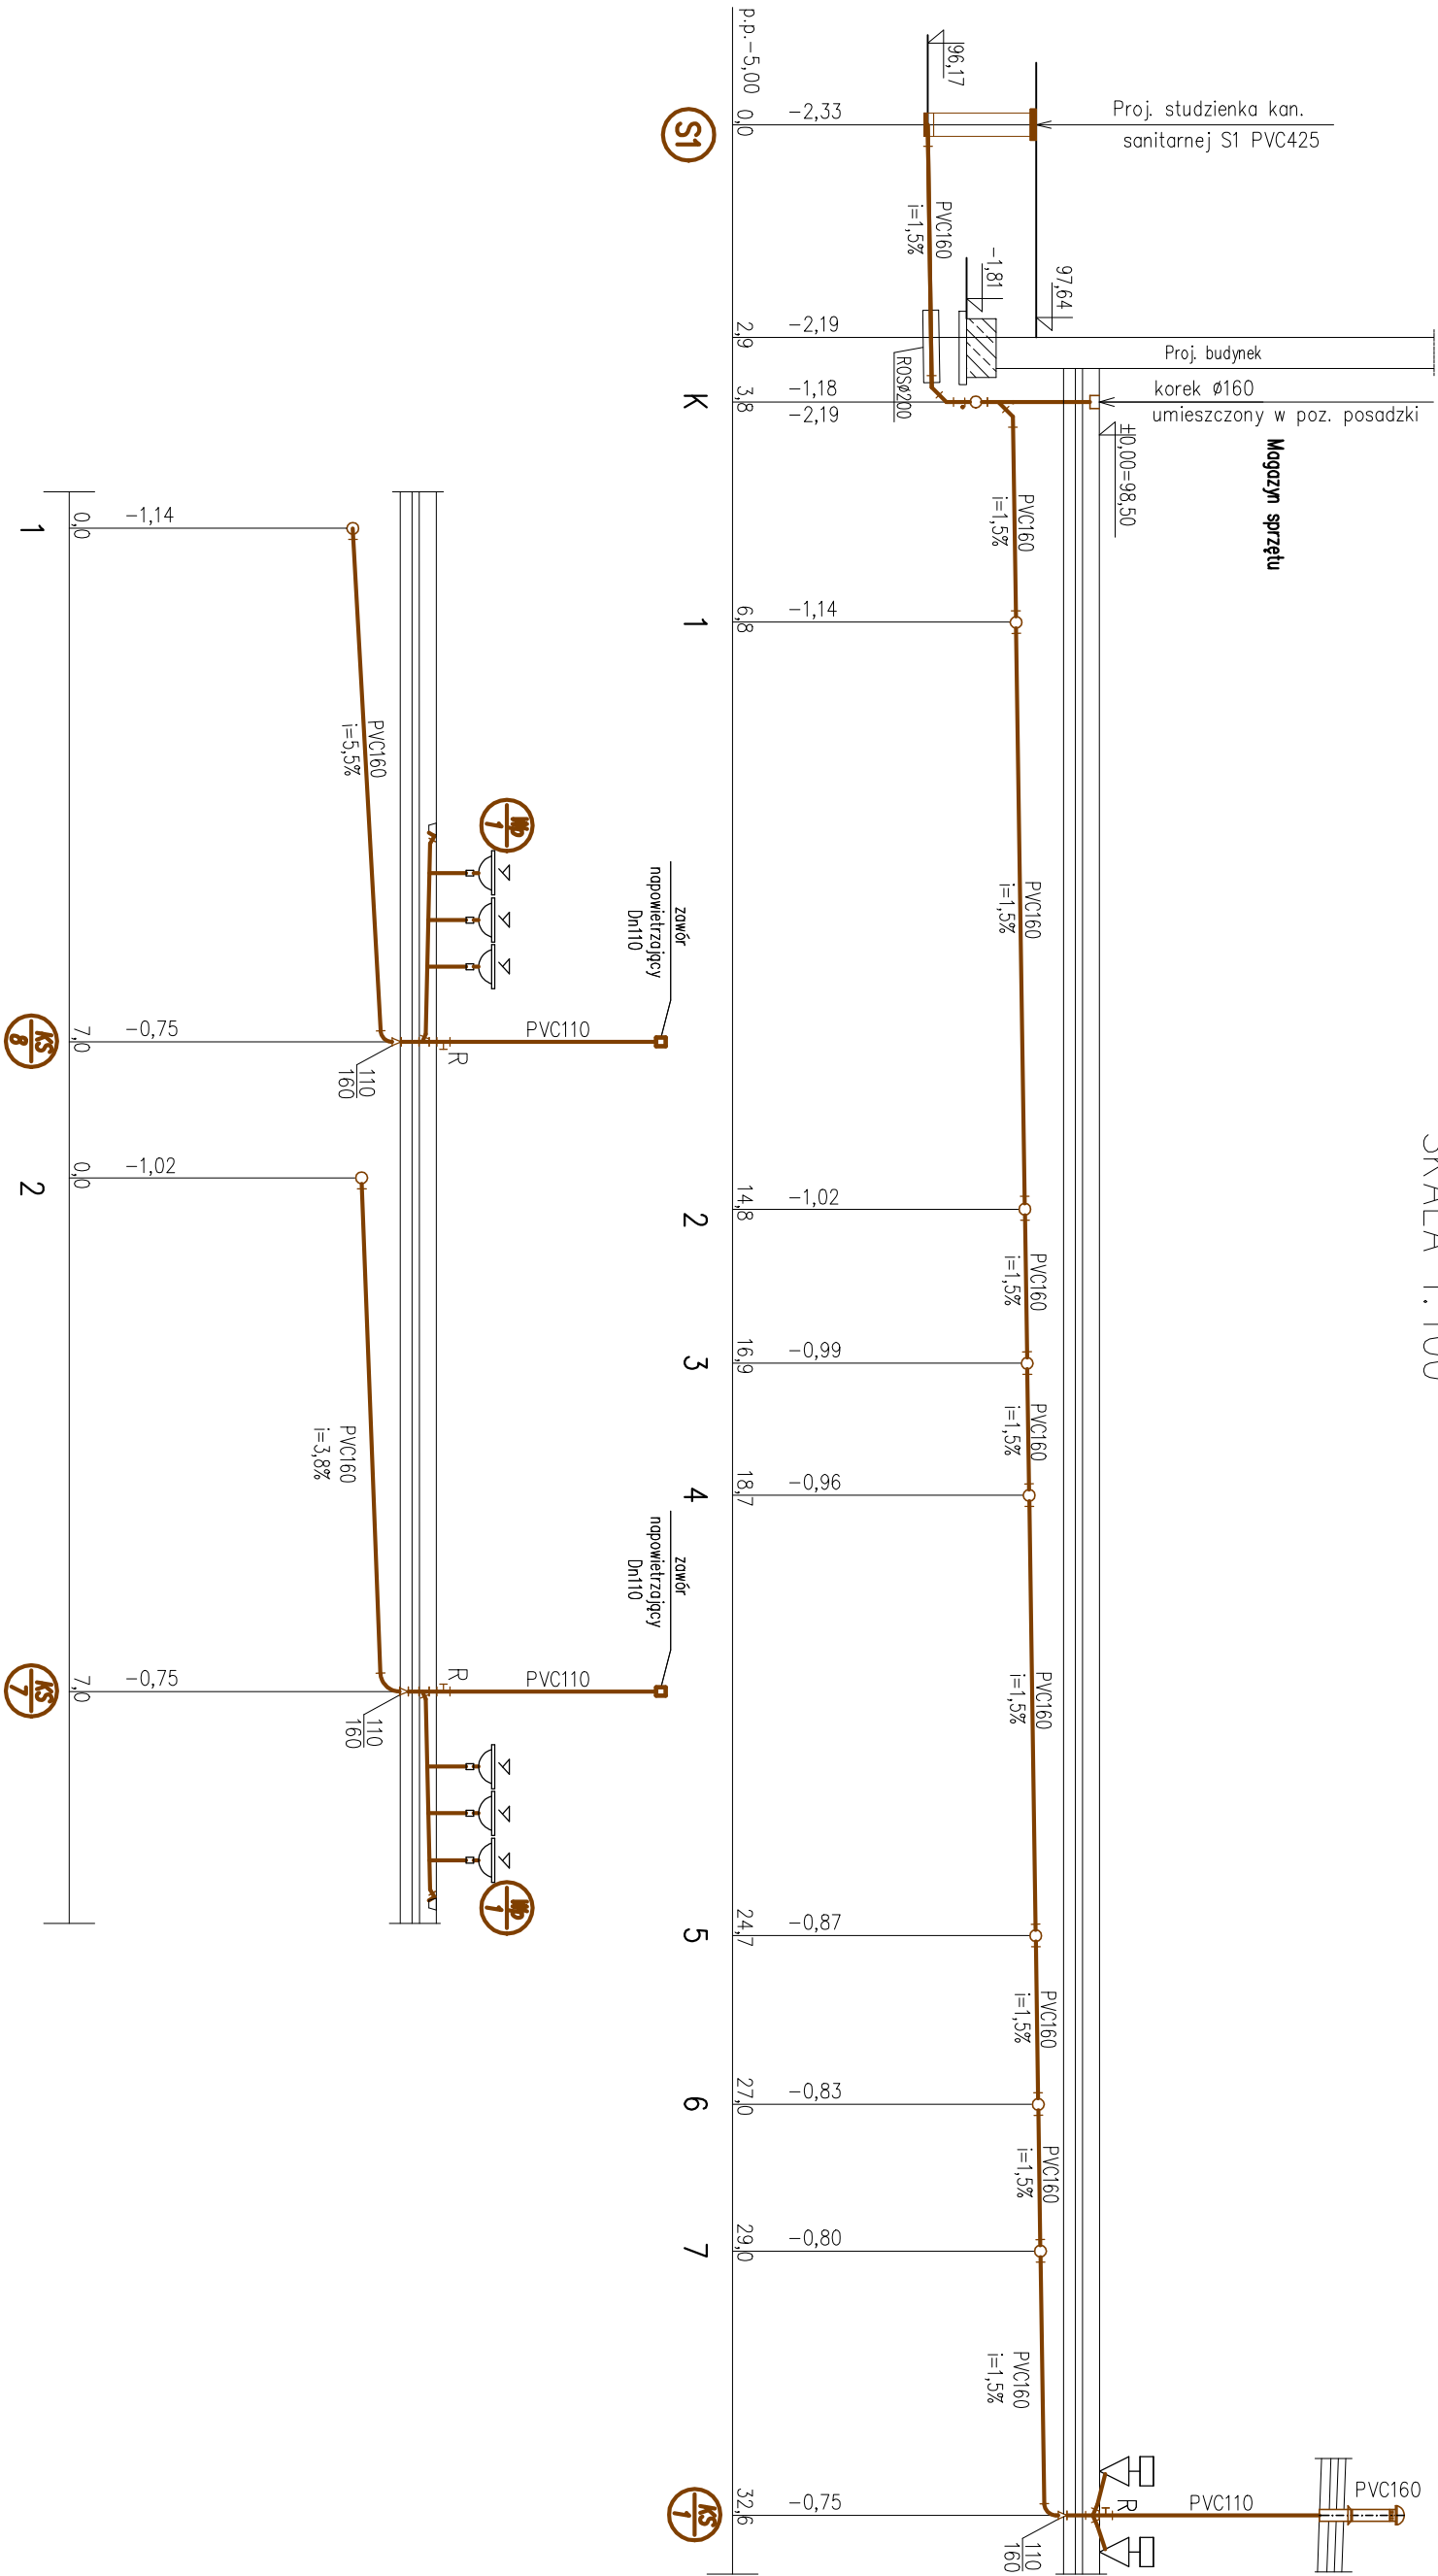 SKALA 1:100
Proj. studzienka kan.
sanitarnej S1 PVC425
Proj. budynek
korek ø160
umieszczony w poz. posadzki
Magazyn sprzętu
96,17
97,64
-1,81
±0,00=98,50
ROSø200
PVC160
i=1,5%
PVC160
i=1,5%
PVC160
i=1,5%
PVC160
i=1,5%
PVC160
i=1,5%
PVC160
i=1,5%
PVC160
i=1,5%
PVC160
i=1,5%
PVC160
i=1,5%
PVC110
PVC160
R
110
160
-2,33
-2,19
-1,18
-2,19
-1,14
-1,02
-0,99
-0,96
-0,87
-0,83
-0,80
-0,75
p.p.-5,00
0,0
2,9
3,8
6,8
14,8
16,9
18,7
24,7
27,0
29,0
32,6
S1
K
1
2
3
4
5
6
7
KS
1
zawór
napowietrzający
Dn110
PVC110
Wp
1
R
110
160
PVC160
i=5,5%
-1,14
-0,75
0,0
7,0
1
KS
8
zawór
napowietrzający
Dn110
PVC110
Wp
1
R
110
160
PVC160
i=3,8%
-1,02
-0,75
0,0
7,0
2
KS
7